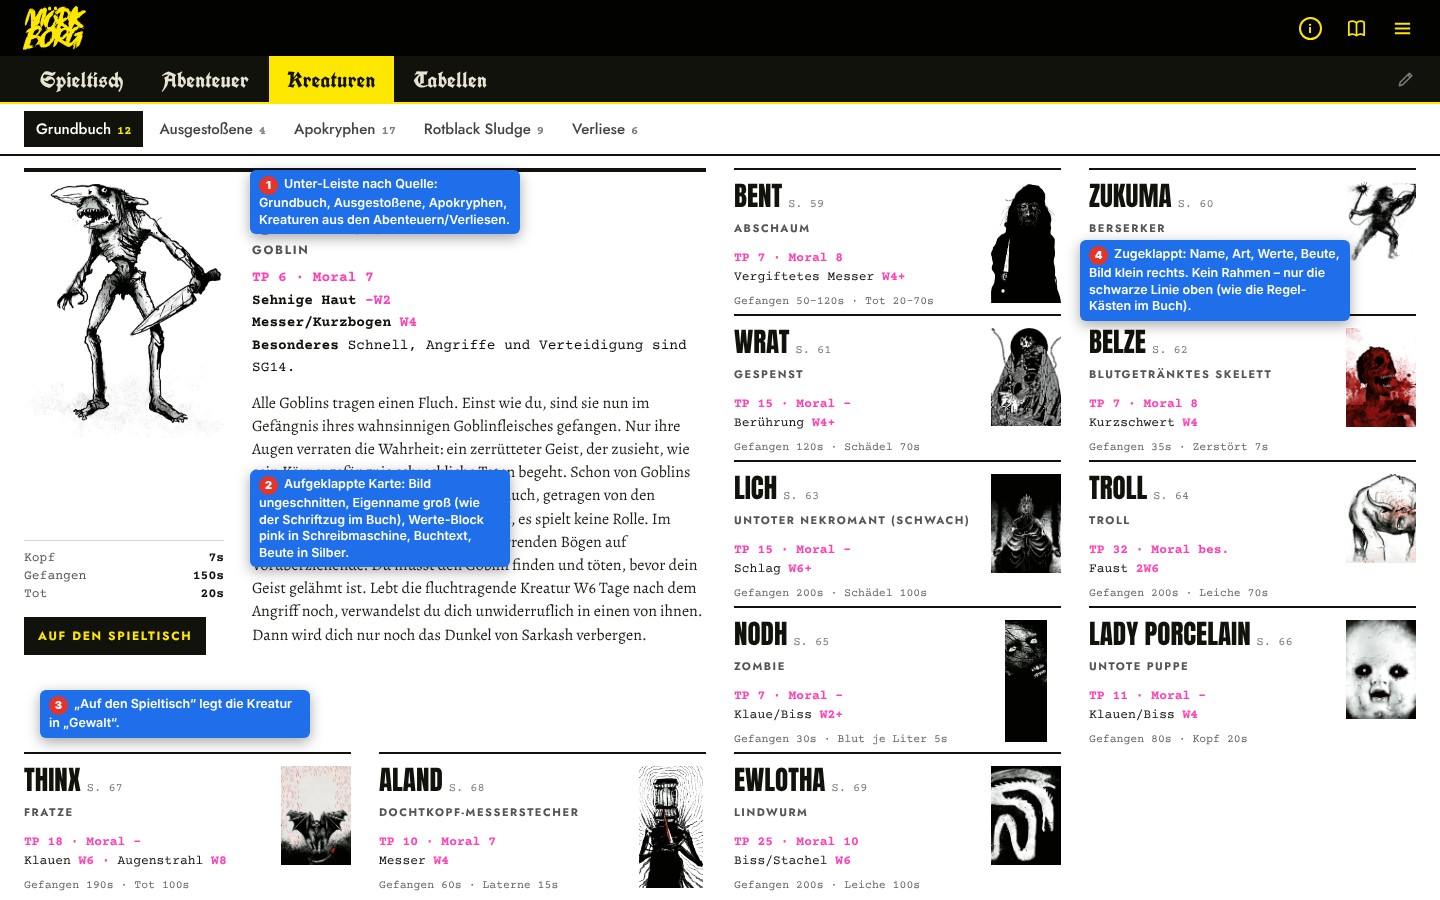 MÖRK
BORG
Spieltisch
Abenteuer
Kreaturen
Tabellen
Grundbuch 12
Ausgestoßene 4
Apokryphen 17
Rotblack Sludge 9
Verliese 6
1 Unter-Leiste nach Quelle:
Grundbuch, Ausgestoßene, Apokryphen,
Kreaturen aus den Abenteuern/Verliesen.
GOBLIN
TP 6 · Moral 7
Sehnige Haut -W2
Messer/Kurzbogen W4
Besonderes Schnell, Angriffe und Verteidigung sind
SG14.
Alle Goblins tragen einen Fluch. Einst wie du, sind sie nun im
Gefängnis ihres wahnsinnigen Goblinfleisches gefangen. Nur ihre
Augen verraten die Wahrheit: ein zerrütteter Geist, der zusieht, wie
begeht. Schon von Goblins
2 Aufgeklappte Karte: Bild
ungeschnitten, Eigenname groß (wie
der Schriftzug im Buch), Werte-Block
pink in Schreibmaschine, Buchtext,
Beute in Silber.
getragen von den
es spielt keine Rolle. Im
Bögen auf
finden und töten, bevor dein
Geist gelähmt ist. Lebt die fluchtragende Kreatur W6 Tage nach dem
Angriff noch, verwandelst du dich unwiderruflich in einen von ihnen.
Dann wird dich nur noch das Dunkel von Sarkash verbergen.
Kopf 7s
Gefangen 150s
Tot 20s
AUF DEN SPIELTISCH
3 „Auf den Spieltisch“ legt die Kreatur
in „Gewalt“.
BENT S. 59
ABSCHAUM
TP 7 · Moral 8
Vergiftetes Messer W4+
Gefangen 50–120s · Tot 20–70s
ZUKUMA S. 60
BERSERKER
4 Zugeklappt: Name, Art, Werte, Beute,
Bild klein rechts. Kein Rahmen – nur die
schwarze Linie oben (wie die Regel-
Kästen im Buch).
WRAT S. 61
GESPENST
TP 15 · Moral –
Berührung W4+
Gefangen 120s · Schädel 70s
BELZE S. 62
BLUTGETRÄNKTES SKELETT
TP 7 · Moral 8
Kurzschwert W4
Gefangen 35s · Zerstört 7s
LICH S. 63
UNTOTER NEKROMANT (SCHWACH)
TP 15 · Moral –
Schlag W6+
Gefangen 200s · Schädel 100s
TROLL S. 64
TROLL
TP 32 · Moral bes.
Faust 2W6
Gefangen 200s · Leiche 70s
NODH S. 65
ZOMBIE
TP 7 · Moral –
Klaue/Biss W2+
Gefangen 30s · Blut je Liter 5s
LADY PORCELAIN S. 66
UNTOTE PUPPE
TP 11 · Moral –
Klauen/Biss W4
Gefangen 80s · Kopf 20s
THINX S. 67
FRATZE
TP 18 · Moral –
Klauen W6 · Augenstrahl W8
Gefangen 190s · Tot 100s
ALAND S. 68
DOCHTKOPF-MESSERSTECHER
TP 10 · Moral 7
Messer W4
Gefangen 60s · Laterne 15s
EWLOTHA S. 69
LINDWURM
TP 25 · Moral 10
Biss/Stachel W6
Gefangen 200s · Leiche 100s